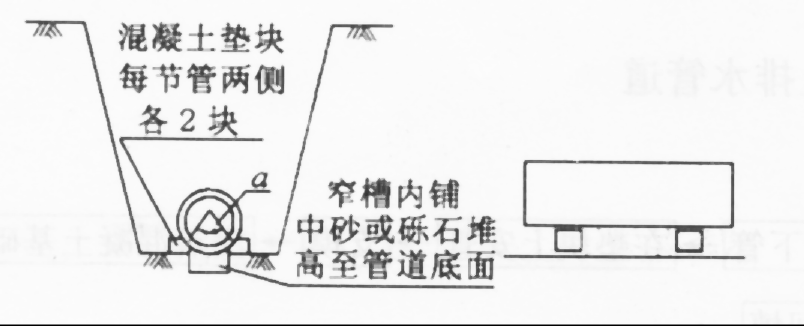 混凝土垫块
每节管两侧
各2块
a
窄槽内铺
中砂或砾石堆
高至管道底面